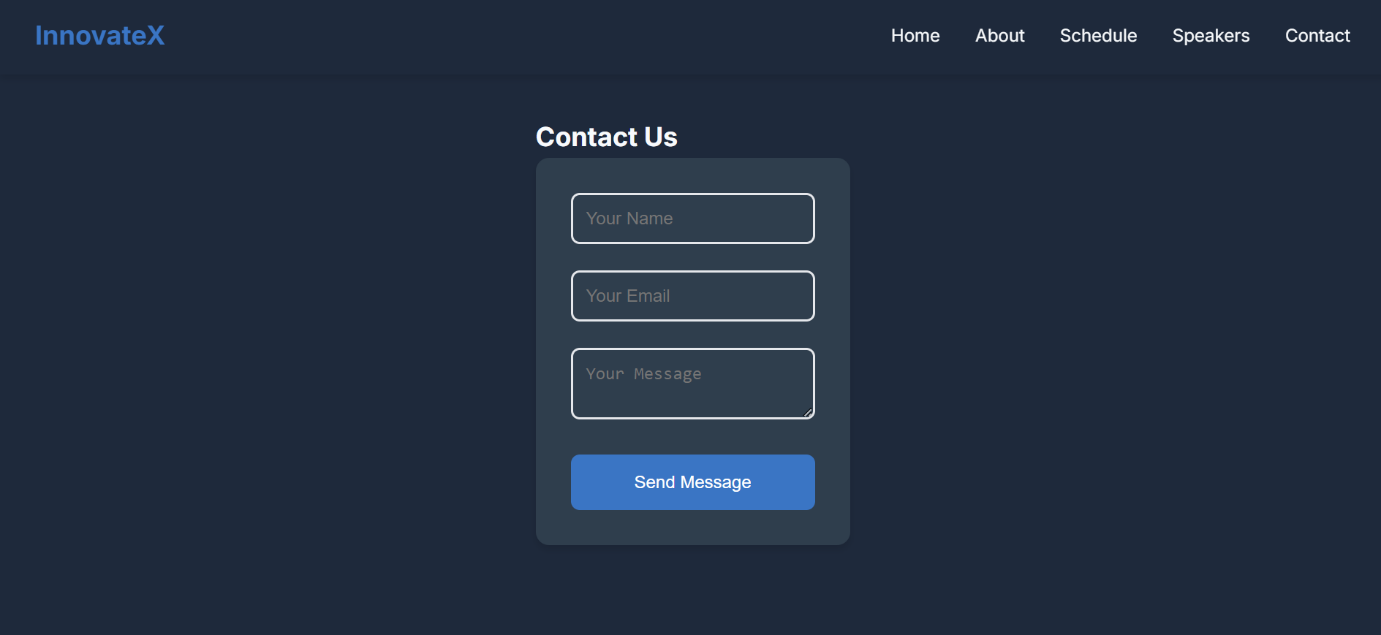 InnovateX
Home About Schedule Speakers Contact
Contact Us
Your Name
Your Email
Your Message
Send Message